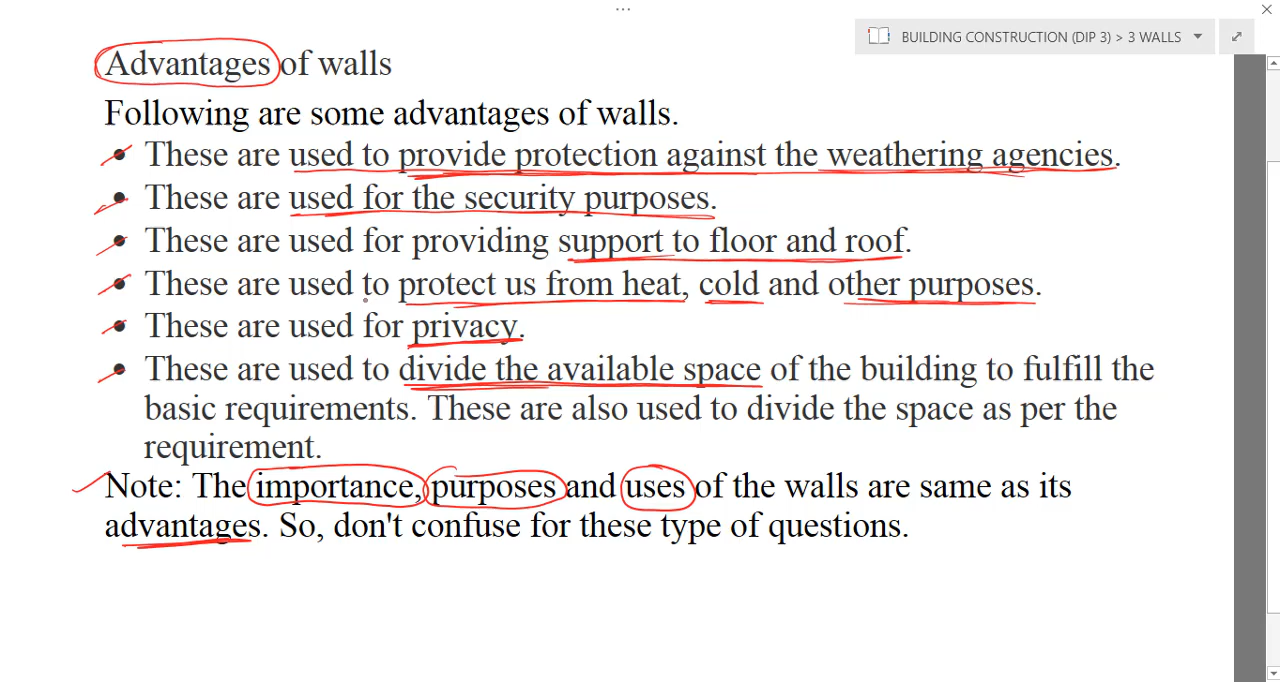 ...
BUILDING CONSTRUCTION (DIP 3) > 3 WALLS
Advantages of walls
Following are some advantages of walls.
• These are used to provide protection against the weathering agencies.
• These are used for the security purposes.
• These are used for providing support to floor and roof.
• These are used to protect us from heat, cold and other purposes.
• These are used for privacy.
• These are used to divide the available space of the building to fulfill the
basic requirements. These are also used to divide the space as per the
requirement.
Note: The importance, purposes and uses of the walls are same as its
advantages. So, don't confuse for these type of questions.